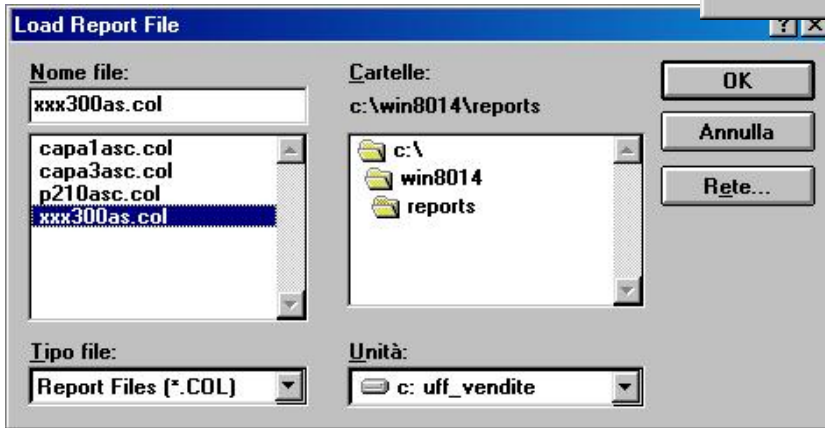 Load Report File
Nome file:
xxx300as.col
capa1asc.col
capa3asc.col
p210asc.col
xxx300as.col
Tipo file:
Report Files (*.COL)
Cartelle:
c:\win8014\reports
c:\
win8014
reports
Unità:
c: uff_vendite
OK
Annulla
Rete...